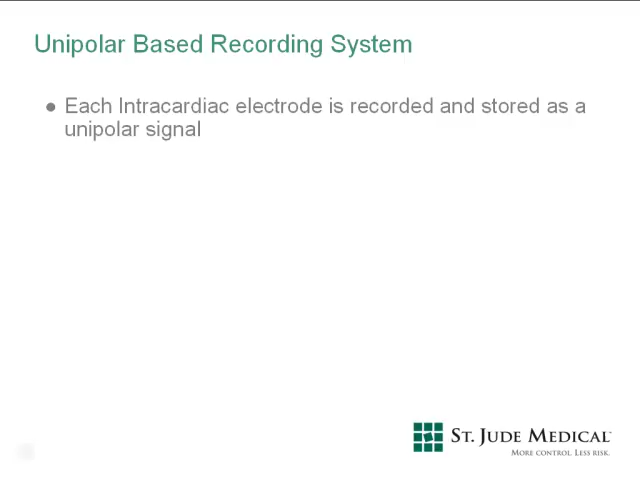 Unipolar Based Recording System
● Each Intracardiac electrode is recorded and stored as a
unipolar signal
ST. JUDE MEDICAL™
MORE CONTROL. LESS RISK.